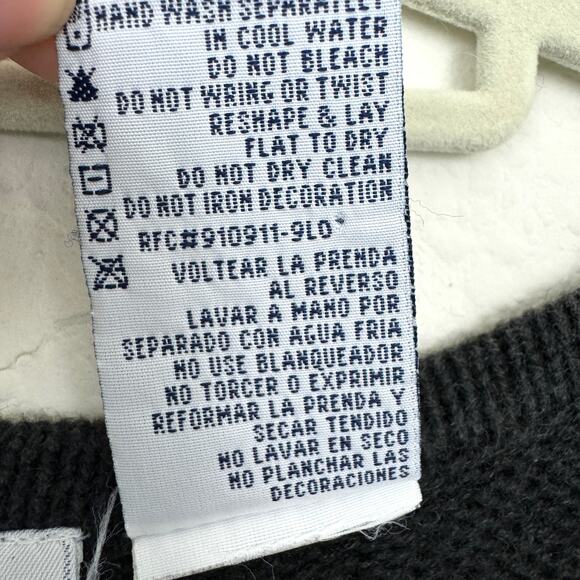 HAND WASH SEPARATELY
IN COOL WATER
DO NOT BLEACH
DO NOT WRING OR TWIST
RESHAPE & LAY
FLAT TO DRY
DO NOT DRY CLEAN
DO NOT IRON DECORATION
RFC#910911-9L0
VOLTEAR LA PRENDA
AL REVERSO
LAVAR A MANO POR
SEPARADO CON AGUA FRIA
NO USE BLANQUEADOR
NO TORCER O EXPRIMIR
REFORMAR LA PRENDA Y
SECAR TENDIDO
NO LAVAR EN SECO
NO PLANCHAR LAS
DECORACIONES